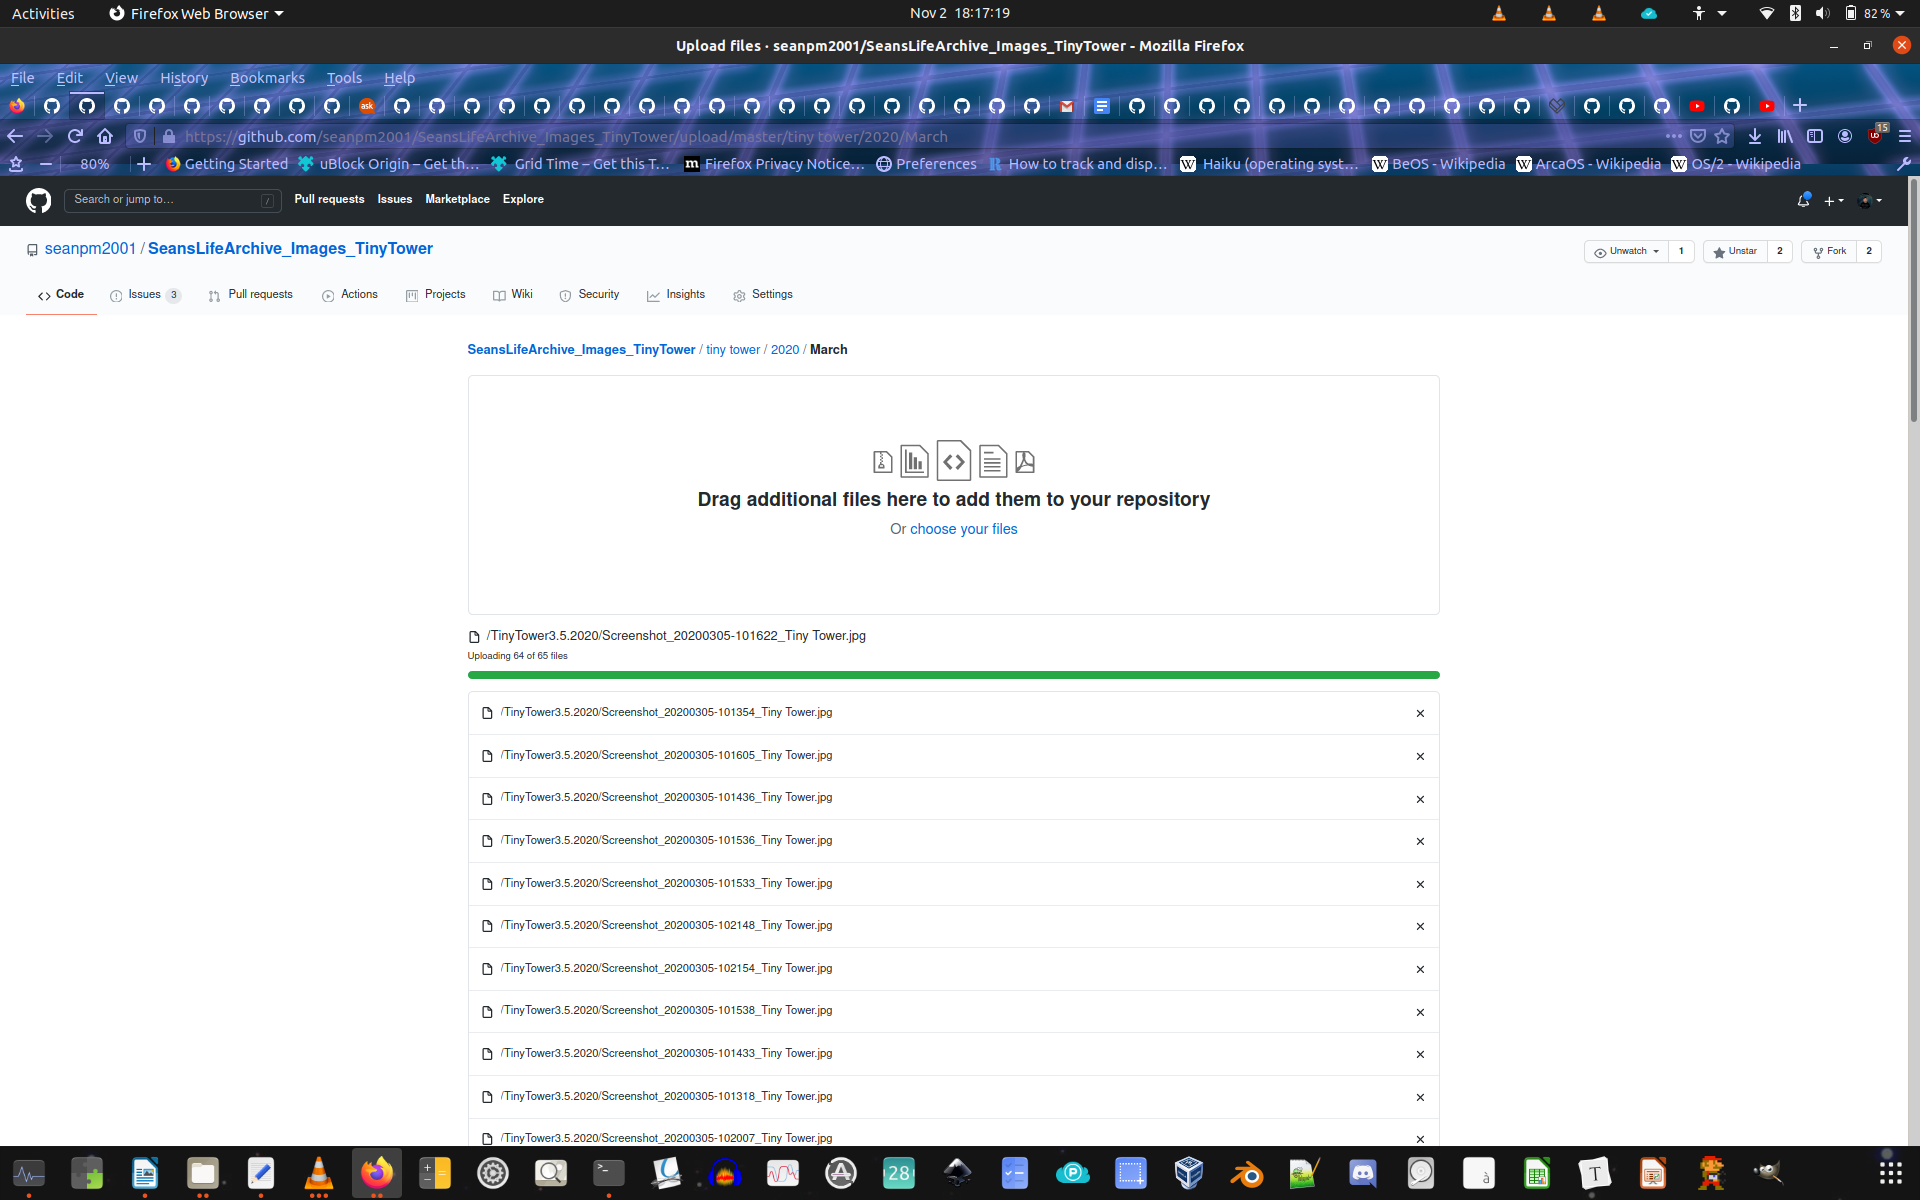 Activities Firefox Web Browser Nov 2 18:17:19 82 %
Upload files · seanpm2001/SeansLifeArchive_Images_TinyTower - Mozilla Firefox
File Edit View History Bookmarks Tools Help
https://github.com/seanpm2001/SeansLifeArchive_Images_TinyTower/upload/master/tiny tower/2020/March 15
80% Getting Started uBlock Origin – Get th… Grid Time – Get this T… Firefox Privacy Notice… Preferences How to track and disp… Haiku (operating syst… BeOS - Wikipedia ArcaOS - Wikipedia OS/2 - Wikipedia
Search or jump to… / Pull requests Issues Marketplace Explore
seanpm2001 / SeansLifeArchive_Images_TinyTower Unwatch 1 Unstar 2 Fork 2
Code Issues 3 Pull requests Actions Projects Wiki Security Insights Settings
SeansLifeArchive_Images_TinyTower / tiny tower / 2020 / March
Drag additional files here to add them to your repository
Or choose your files
/TinyTower3.5.2020/Screenshot_20200305-101622_Tiny Tower.jpg
Uploading 64 of 65 files
/TinyTower3.5.2020/Screenshot_20200305-101354_Tiny Tower.jpg
/TinyTower3.5.2020/Screenshot_20200305-101605_Tiny Tower.jpg
/TinyTower3.5.2020/Screenshot_20200305-101436_Tiny Tower.jpg
/TinyTower3.5.2020/Screenshot_20200305-101536_Tiny Tower.jpg
/TinyTower3.5.2020/Screenshot_20200305-101533_Tiny Tower.jpg
/TinyTower3.5.2020/Screenshot_20200305-102148_Tiny Tower.jpg
/TinyTower3.5.2020/Screenshot_20200305-102154_Tiny Tower.jpg
/TinyTower3.5.2020/Screenshot_20200305-101538_Tiny Tower.jpg
/TinyTower3.5.2020/Screenshot_20200305-101433_Tiny Tower.jpg
/TinyTower3.5.2020/Screenshot_20200305-101318_Tiny Tower.jpg
/TinyTower3.5.2020/Screenshot_20200305-102007_Tiny Tower.jpg
28